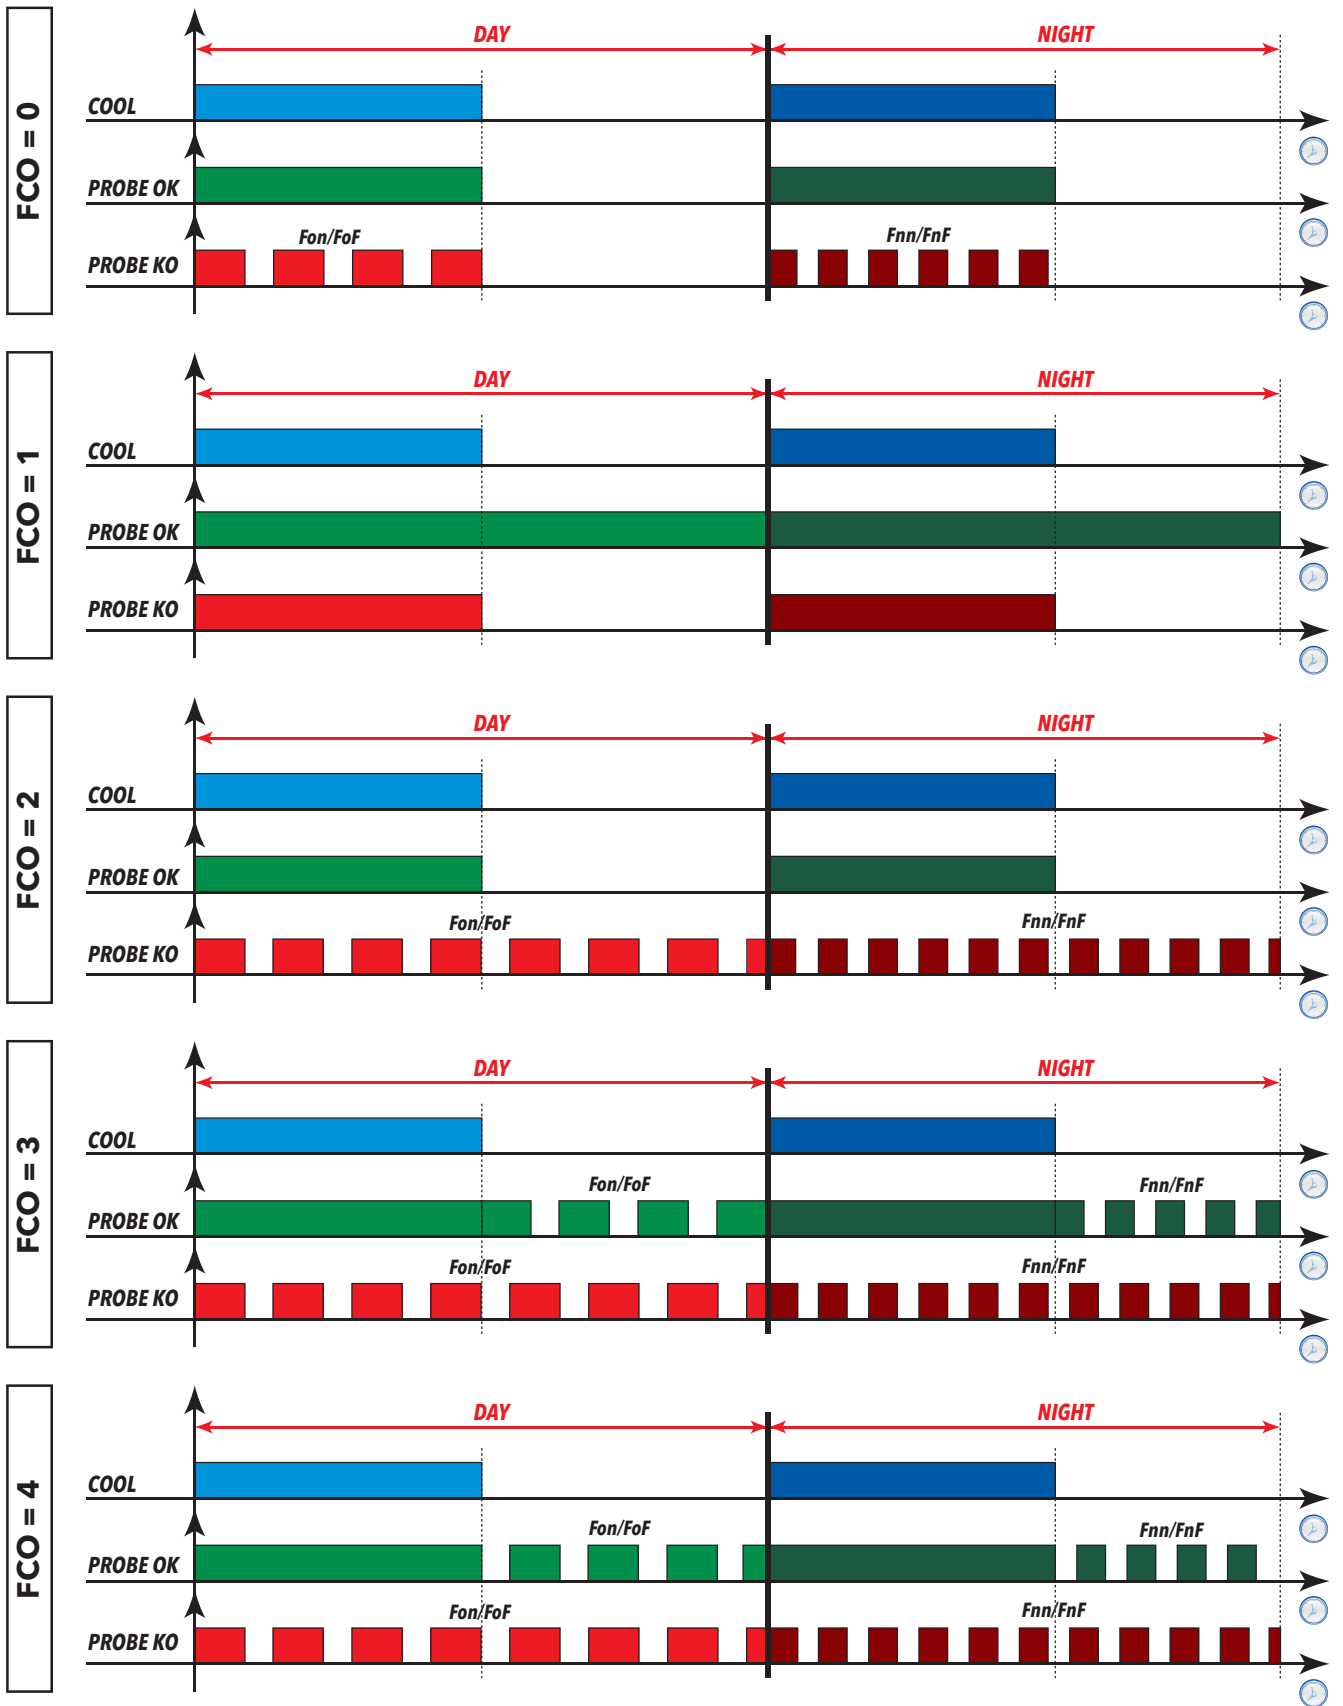 FCO = 0
DAY NIGHT
COOL
PROBE OK
Fon/FoF Fnn/FnF
PROBE KO
FCO = 1
DAY NIGHT
COOL
PROBE OK
PROBE KO
FCO = 2
DAY NIGHT
COOL
PROBE OK
Fon/FoF Fnn/FnF
PROBE KO
FCO = 3
DAY NIGHT
COOL
Fon/FoF Fnn/FnF
PROBE OK
Fon/FoF Fnn/FnF
PROBE KO
FCO = 4
DAY NIGHT
COOL
Fon/FoF Fnn/FnF
PROBE OK
Fon/FoF Fnn/FnF
PROBE KO